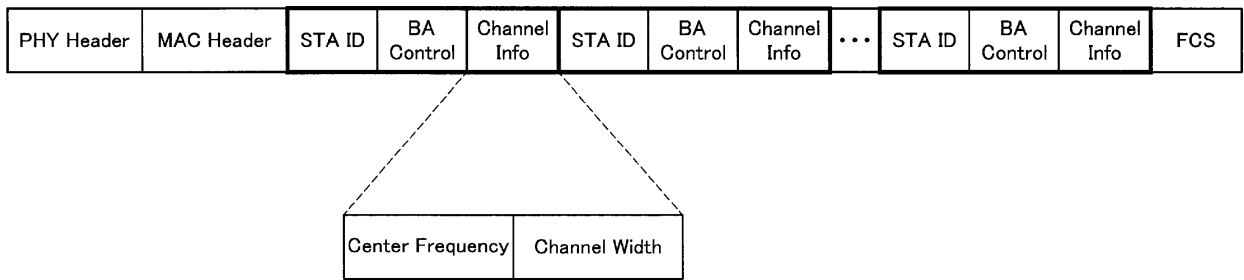 PHY Header
MAC Header
STA ID
BA
Control
Channel
Info
STA ID
BA
Control
Channel
Info
•••
STA ID
BA
Control
Channel
Info
FCS
Center Frequency
Channel Width